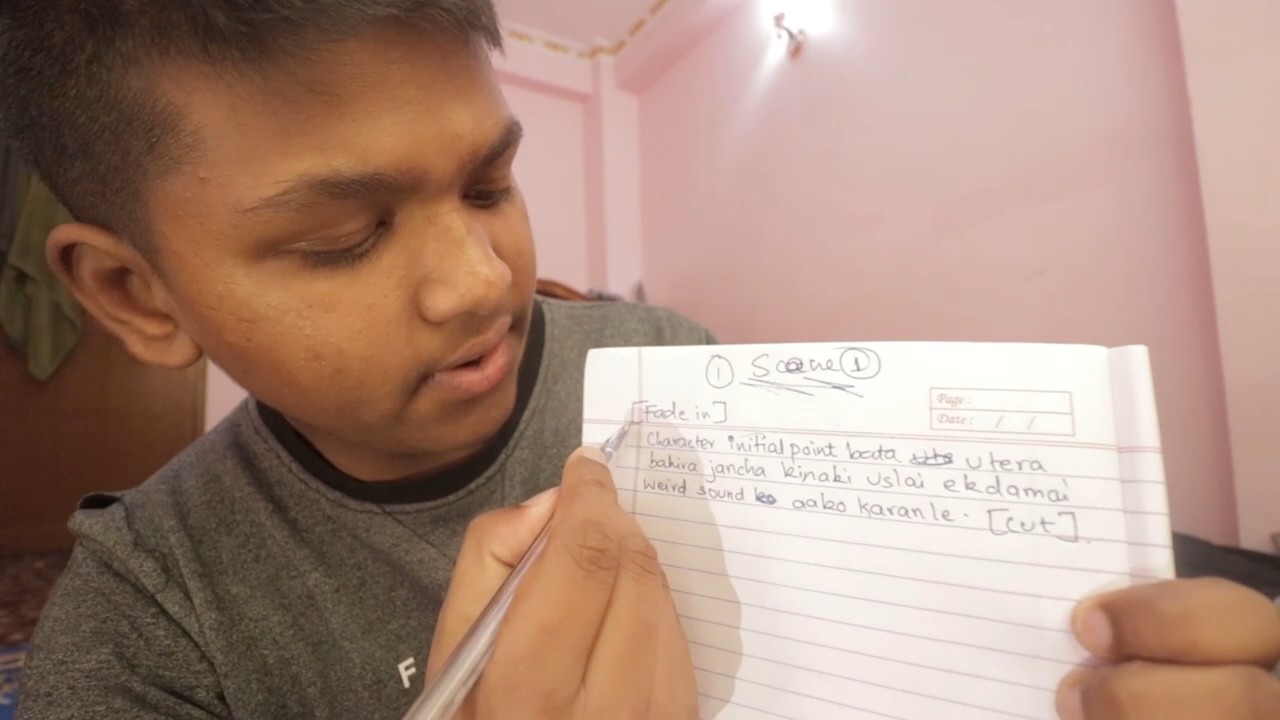 ① Scene ①
[Fade in]
Page:
Date: / /
Character initial point bata utera
bahira jancha kinaki uslai ekdamai
weird sound ko aako karanle. [cut].
F